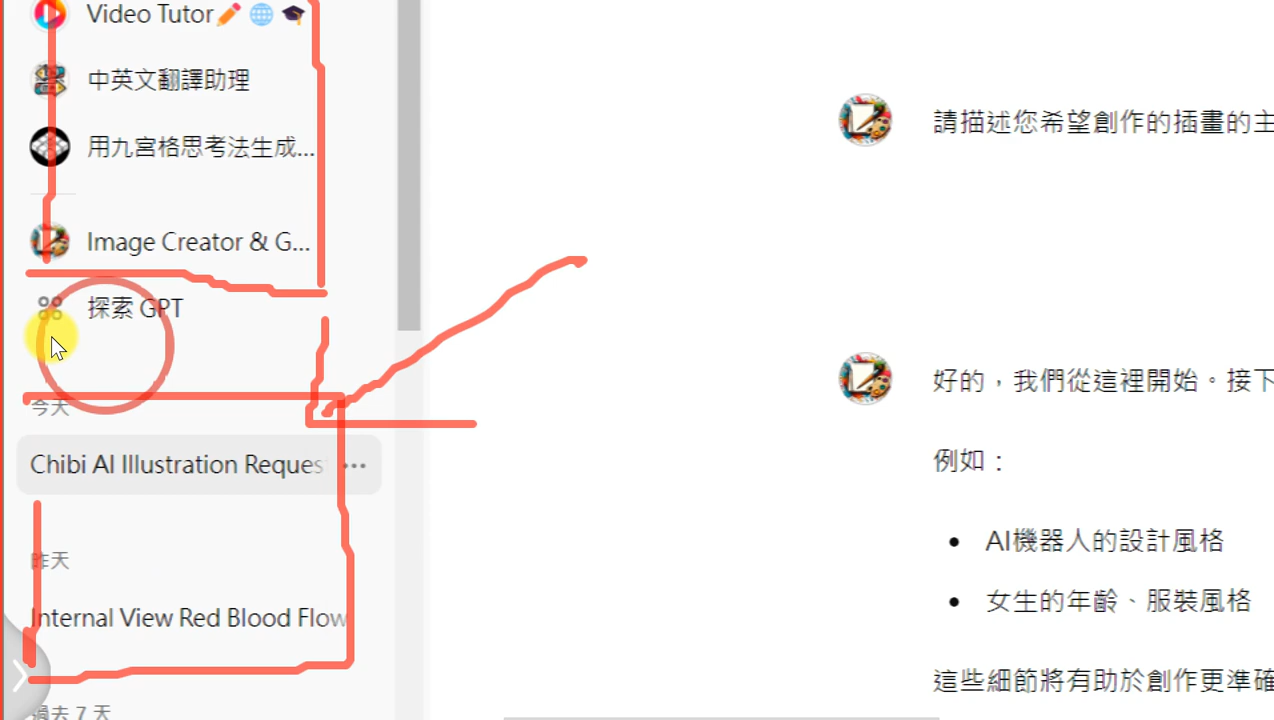 Video Tutor
中英文翻譯助理
用九宮格思考法生成...
Image Creator & G...
探索 GPT
今天
Chibi AI Illustration Reques
昨天
Internal View Red Blood Flow
過去 7 天
請描述您希望創作的插畫的主
好的，我們從這裡開始。接下
例如：
AI機器人的設計風格
女生的年齡、服裝風格
這些細節將有助於創作更準確